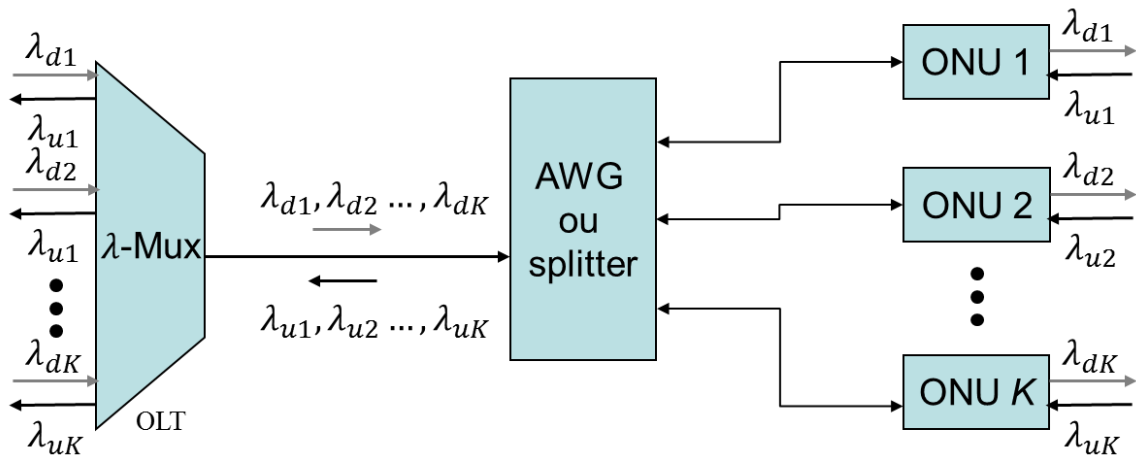 λd1
λu1
λd2
λu1
λdK
λuK
λ-Mux
OLT
λd1, λd2 …, λdK
λu1, λu2 …, λuK
AWG
ou
splitter
ONU 1
λd1
λu1
ONU 2
λd2
λu2
ONU K
λdK
λuK